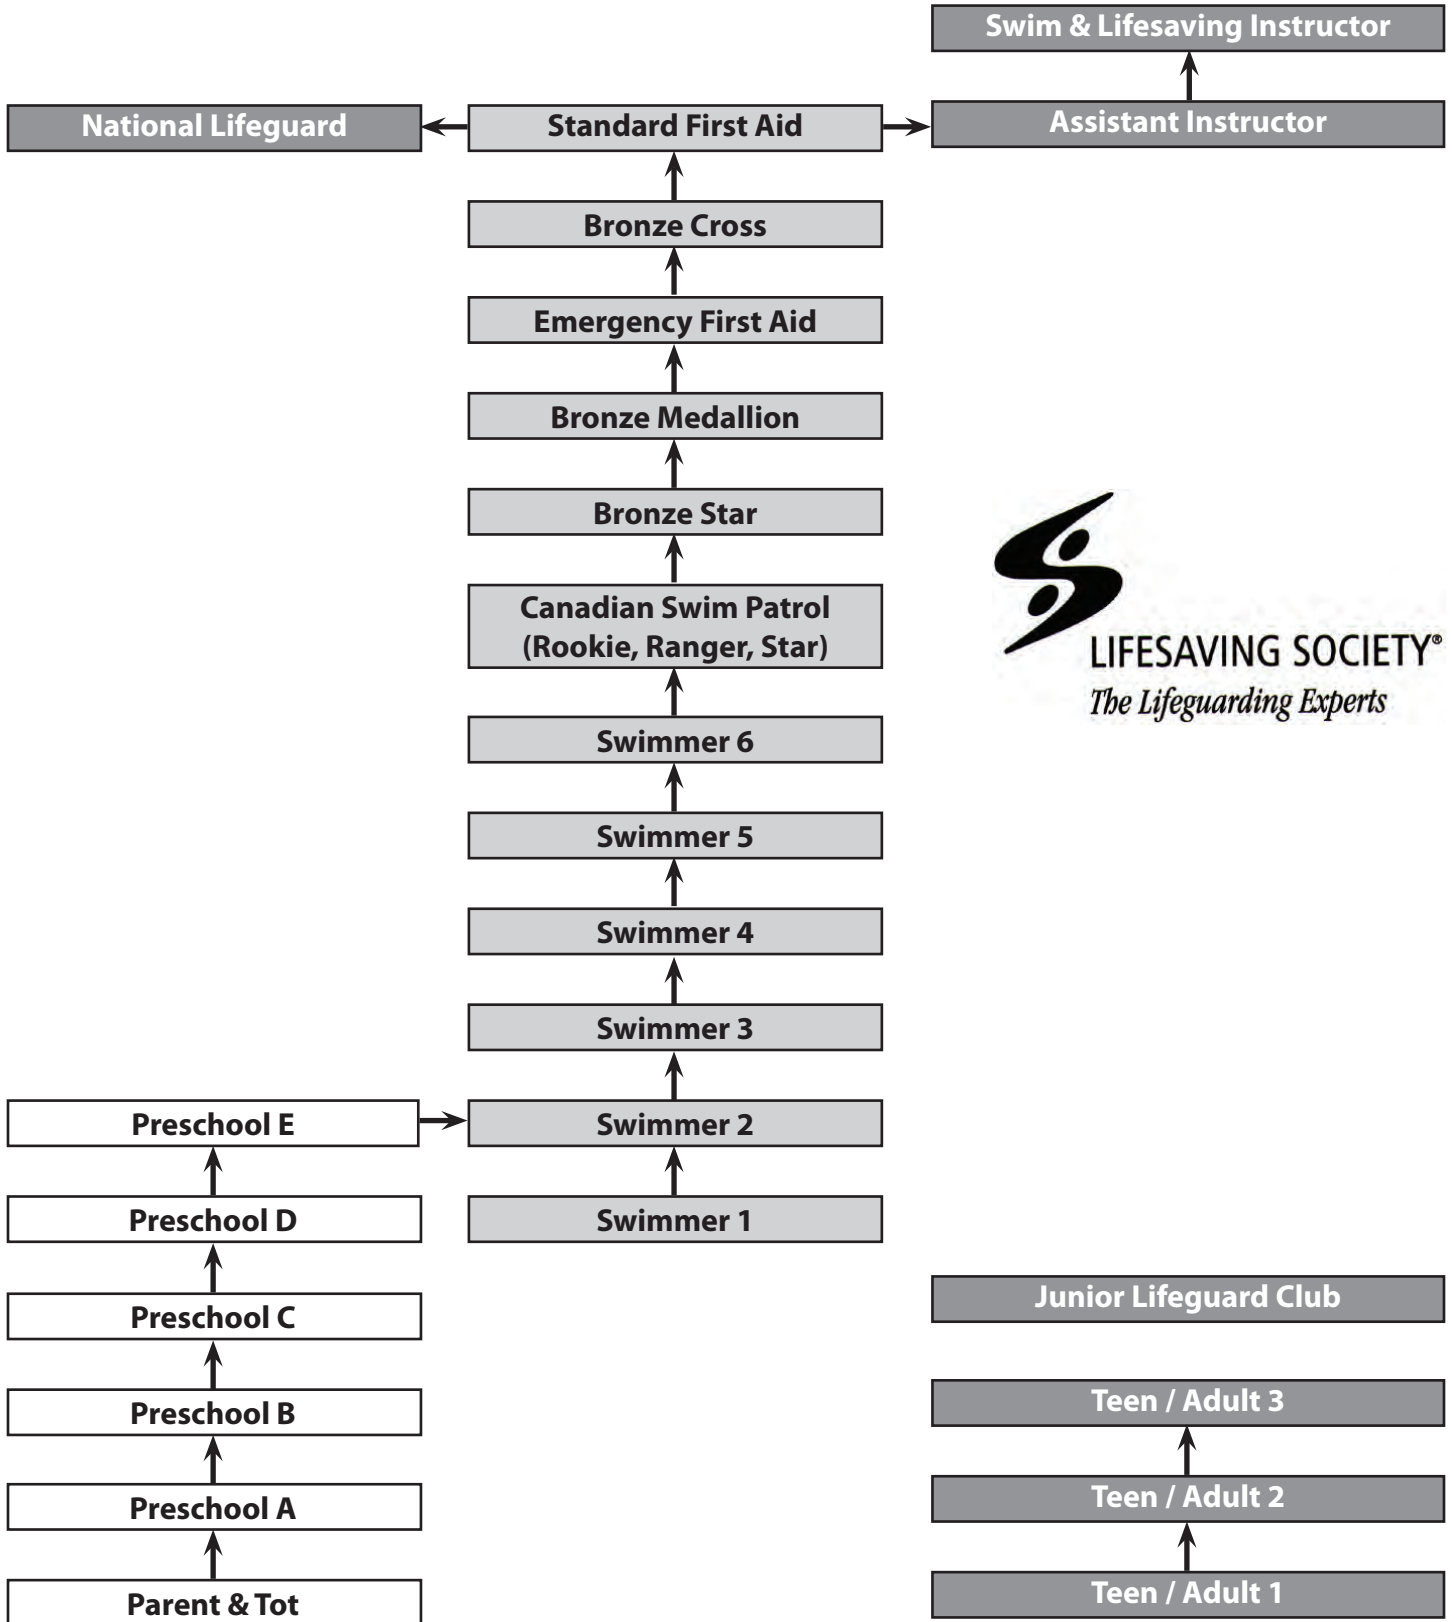 Swim & Lifesaving Instructor
National Lifeguard
Standard First Aid
Assistant Instructor
Bronze Cross
Emergency First Aid
Bronze Medallion
Bronze Star
Canadian Swim Patrol
(Rookie, Ranger, Star)
LIFESAVING SOCIETY®
The Lifeguarding Experts
Swimmer 6
Swimmer 5
Swimmer 4
Swimmer 3
Preschool E
Swimmer 2
Preschool D
Swimmer 1
Preschool C
Junior Lifeguard Club
Preschool B
Teen / Adult 3
Preschool A
Teen / Adult 2
Parent & Tot
Teen / Adult 1